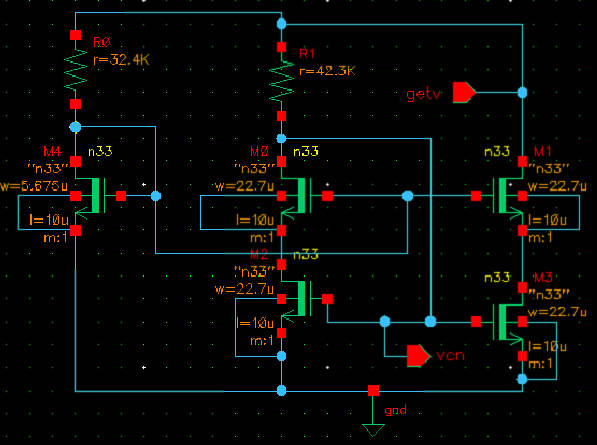 R0
r=32.4K
R1
r=42.3K
getv
M4
n33
"n33"
w=5.675u
l=10u
m:1
M0
n33
"n33"
w=22.7u
l=10u
m:1
n33
M1
"n33"
w=22.7u
l=10u
m:1
M2
n33
"n33"
w=22.7u
l=10u
m:1
n33
M3
"n33"
w=22.7u
l=10u
m:1
vcn
gnd